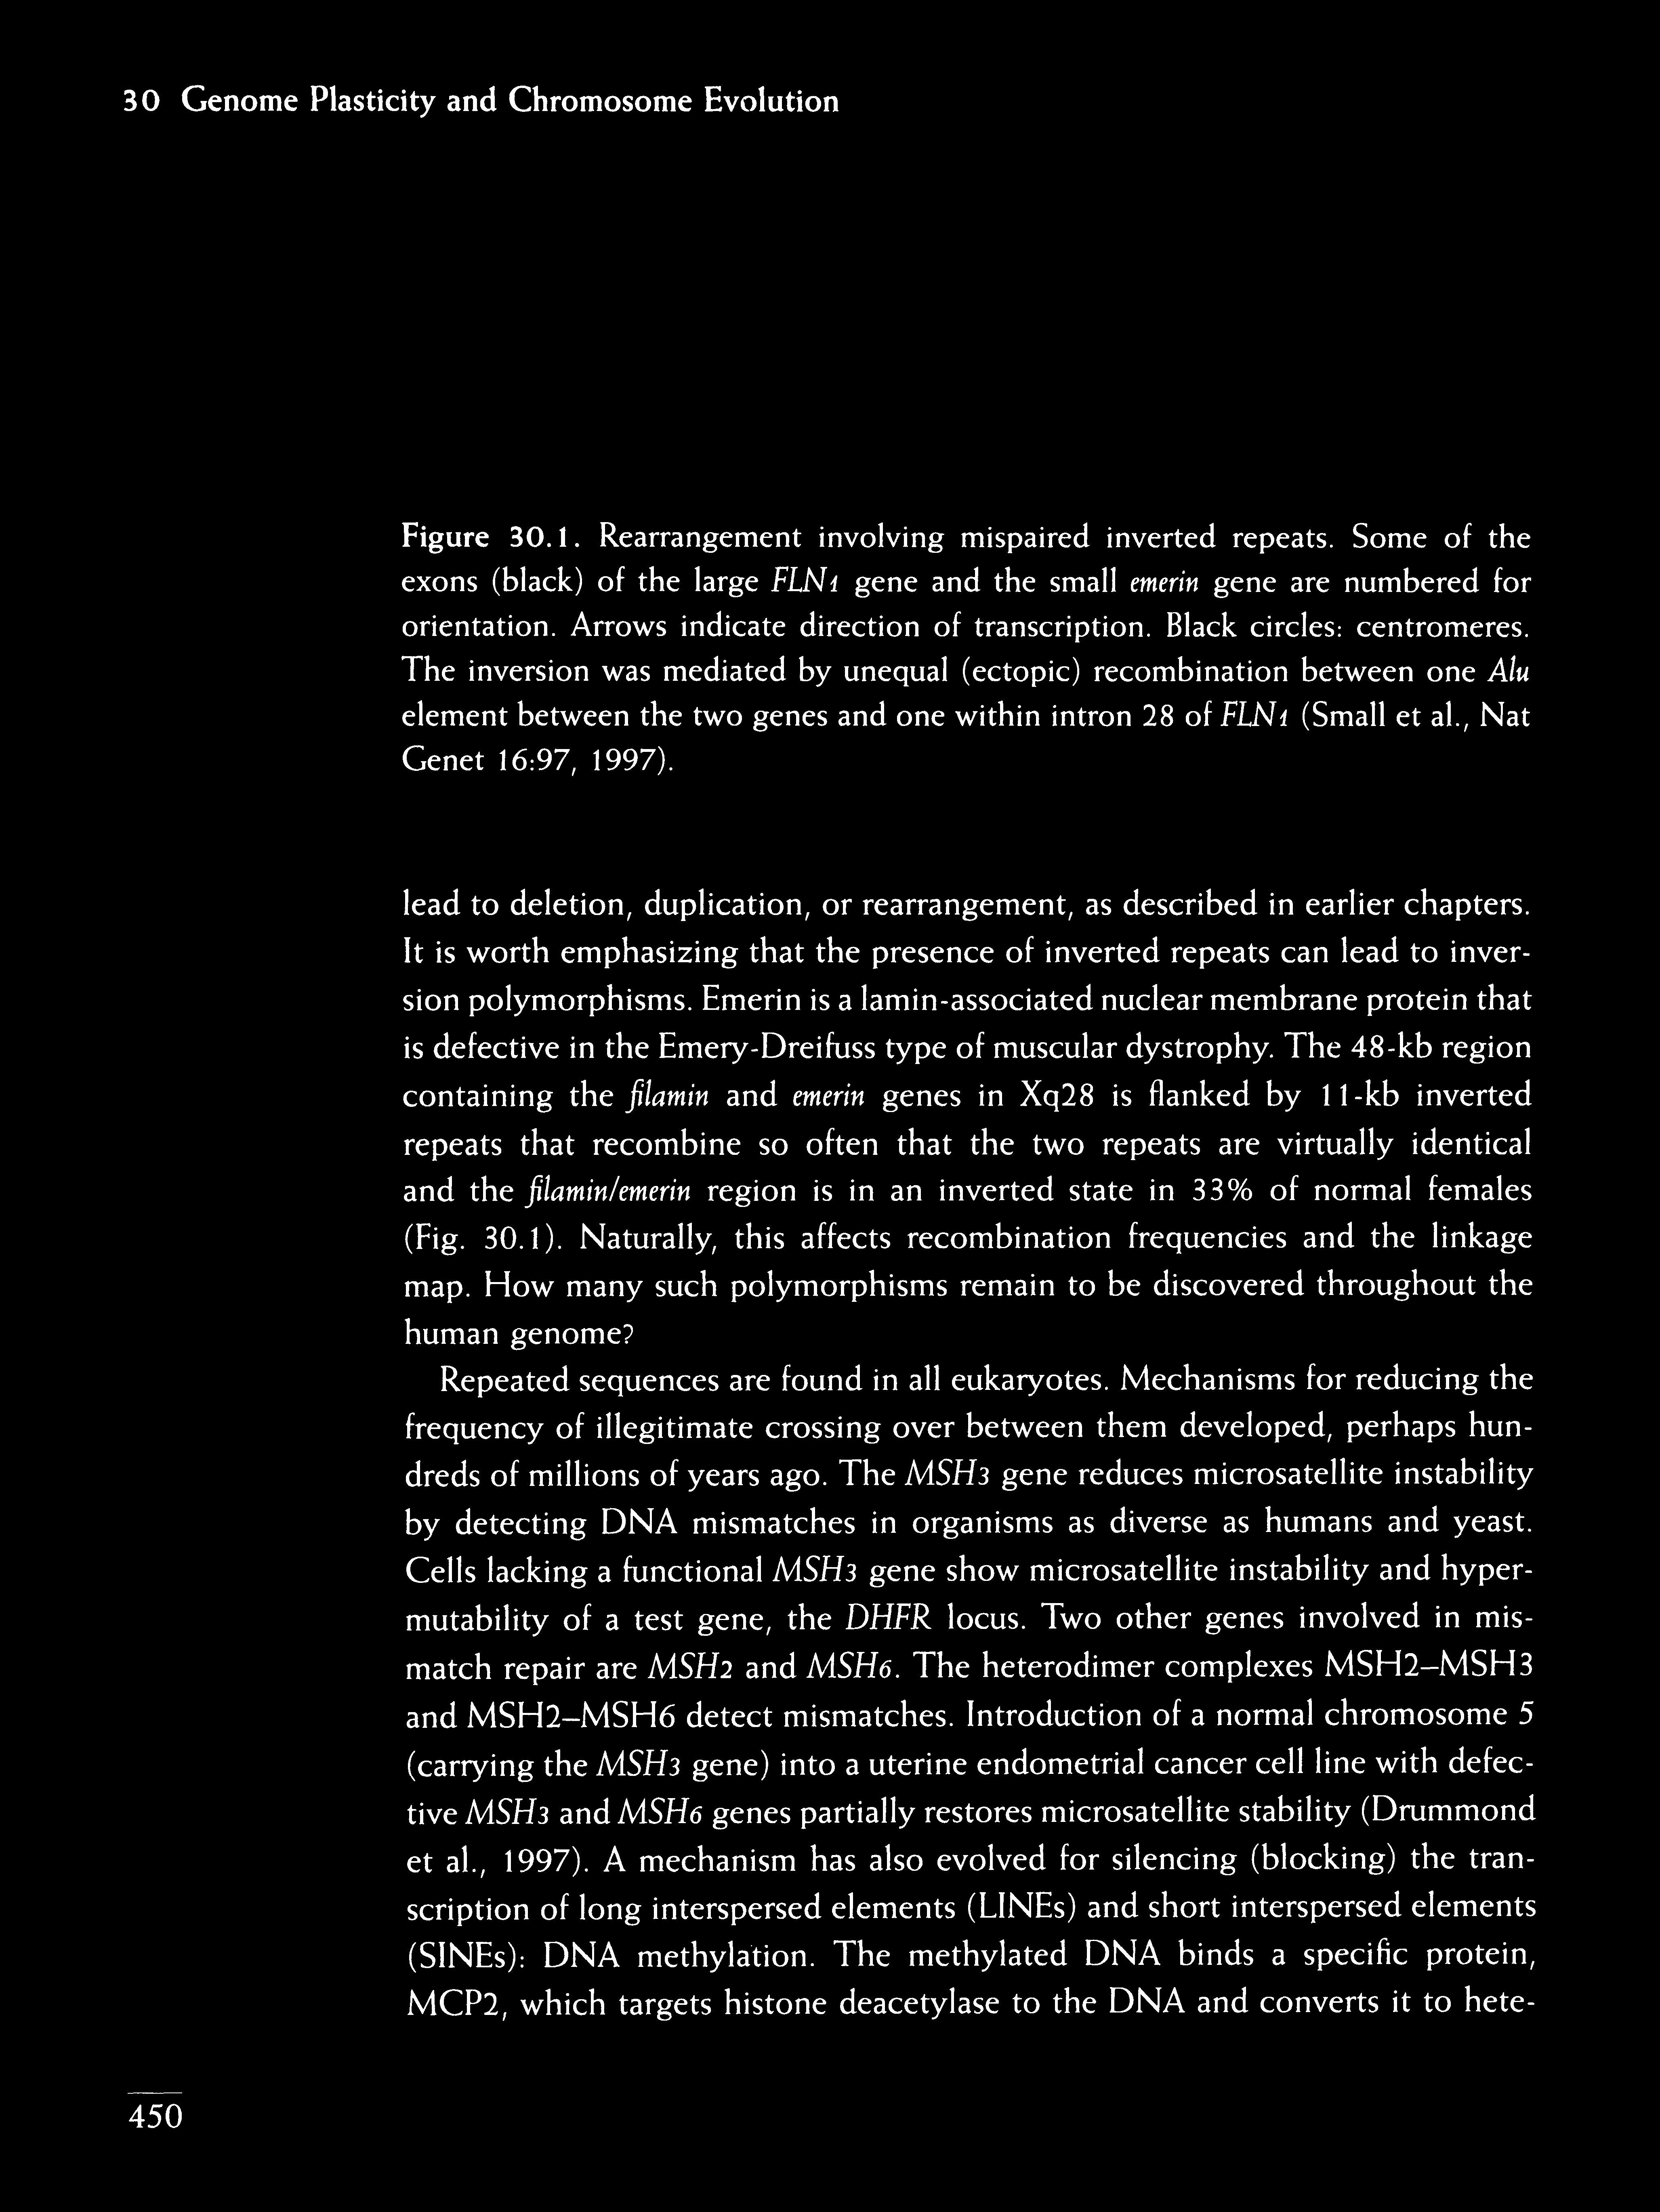 30 Genome Plasticity and Chromosome Evolution
Figure 30.1. Rearrangement involving mispaired inverted repeats. Some of the
exons (black) of the large FLN1 gene and the small emerin gene are numbered for
orientation. Arrows indicate direction of transcription. Black circles: centromeres.
The inversion was mediated by unequal (ectopic) recombination between one Alu
element between the two genes and one within intron 28 of FLN1 (Small et al., Nat
Genet 16:97, 1997).
lead to deletion, duplication, or rearrangement, as described in earlier chapters.
It is worth emphasizing that the presence of inverted repeats can lead to inver-
sion polymorphisms. Emerin is a lamin-associated nuclear membrane protein that
is defective in the Emery-Dreifuss type of muscular dystrophy. The 48-kb region
containing the filamin and emerin genes in Xq28 is flanked by 11-kb inverted
repeats that recombine so often that the two repeats are virtually identical
and the filamin/emerin region is in an inverted state in 33% of normal females
(Fig. 30.1). Naturally, this affects recombination frequencies and the linkage
map. How many such polymorphisms remain to be discovered throughout the
human genome?
Repeated sequences are found in all eukaryotes. Mechanisms for reducing the
frequency of illegitimate crossing over between them developed, perhaps hun-
dreds of millions of years ago. The MSH3 gene reduces microsatellite instability
by detecting DNA mismatches in organisms as diverse as humans and yeast.
Cells lacking a functional MSH3 gene show microsatellite instability and hyper-
mutability of a test gene, the DHFR locus. Two other genes involved in mis-
match repair are MSH2 and MSH6. The heterodimer complexes MSH2–MSH3
and MSH2–MSH6 detect mismatches. Introduction of a normal chromosome 5
(carrying the MSH3 gene) into a uterine endometrial cancer cell line with defec-
tive MSH3 and MSH6 genes partially restores microsatellite stability (Drummond
et al., 1997). A mechanism has also evolved for silencing (blocking) the tran-
scription of long interspersed elements (LINEs) and short interspersed elements
(SINEs): DNA methylation. The methylated DNA binds a specific protein,
MCP2, which targets histone deacetylase to the DNA and converts it to hete-
450